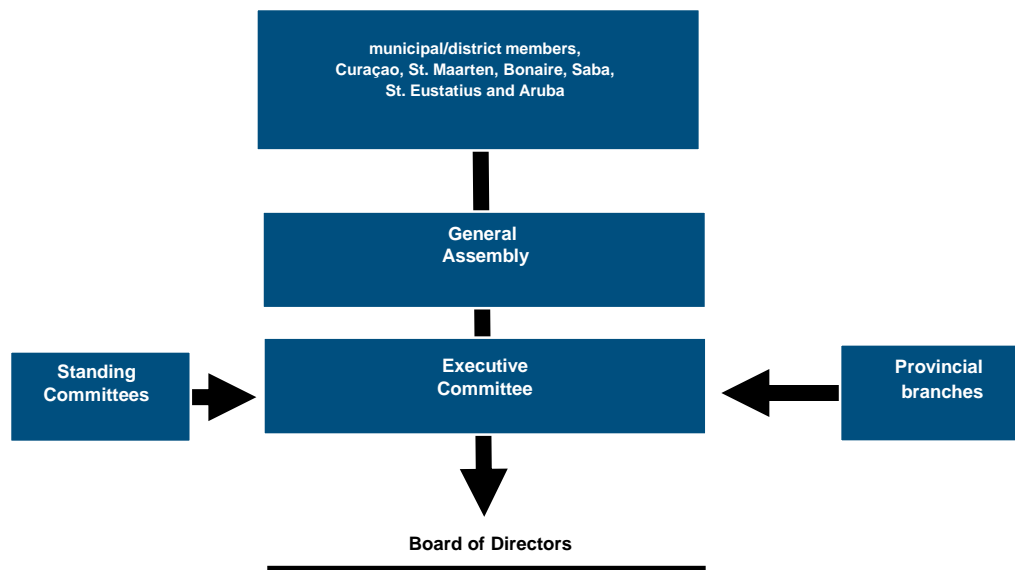 municipal/district members,
Curaçao, St. Maarten, Bonaire, Saba,
St. Eustatius and Aruba
General
Assembly
Standing
Committees
Executive
Committee
Provincial
branches
Board of Directors